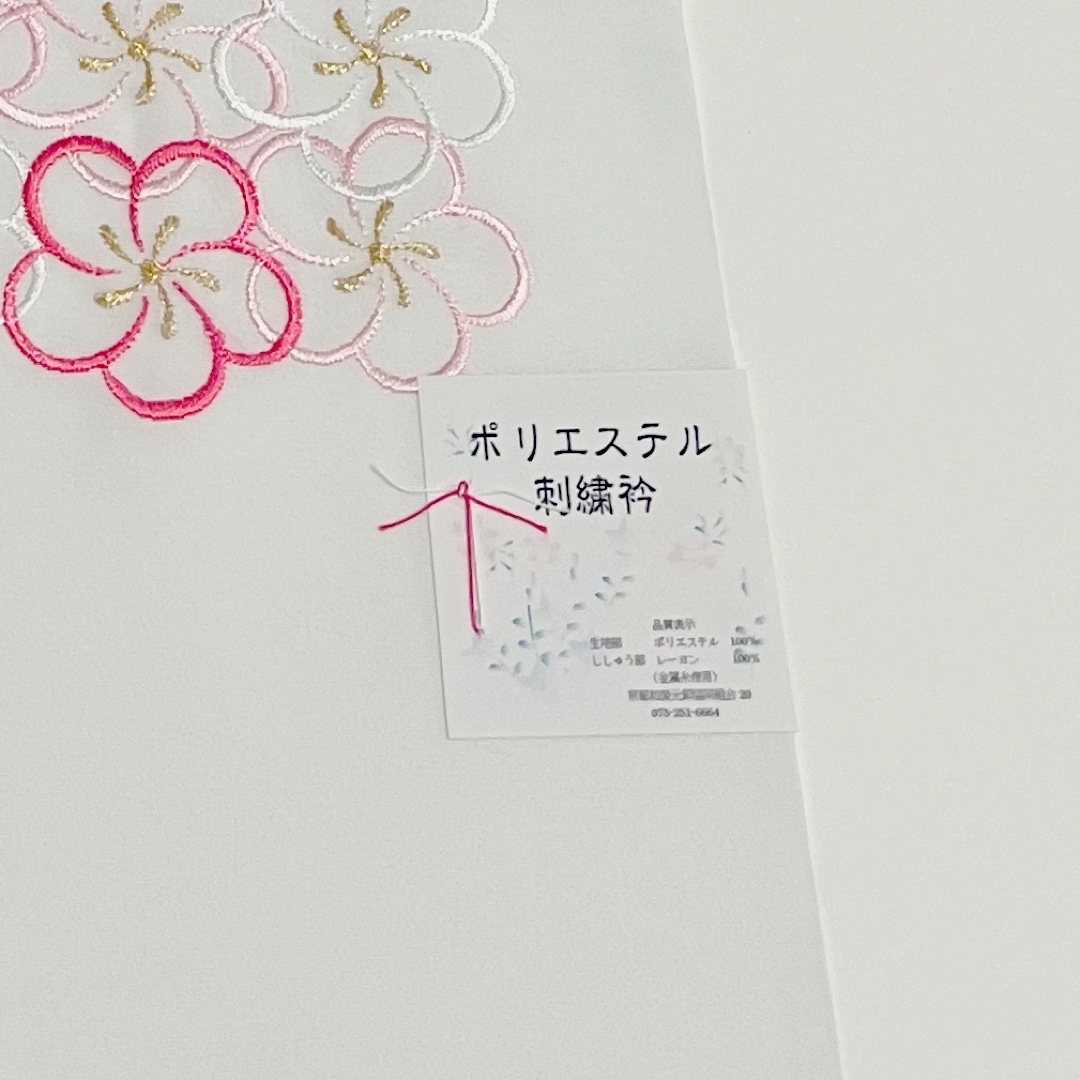 ポリエステル
刺繍衿
品質表示
生地部 ポリエステル 100%
ししゅう部 レーヨン 100%
(金属糸使用)
20
075-251-6664